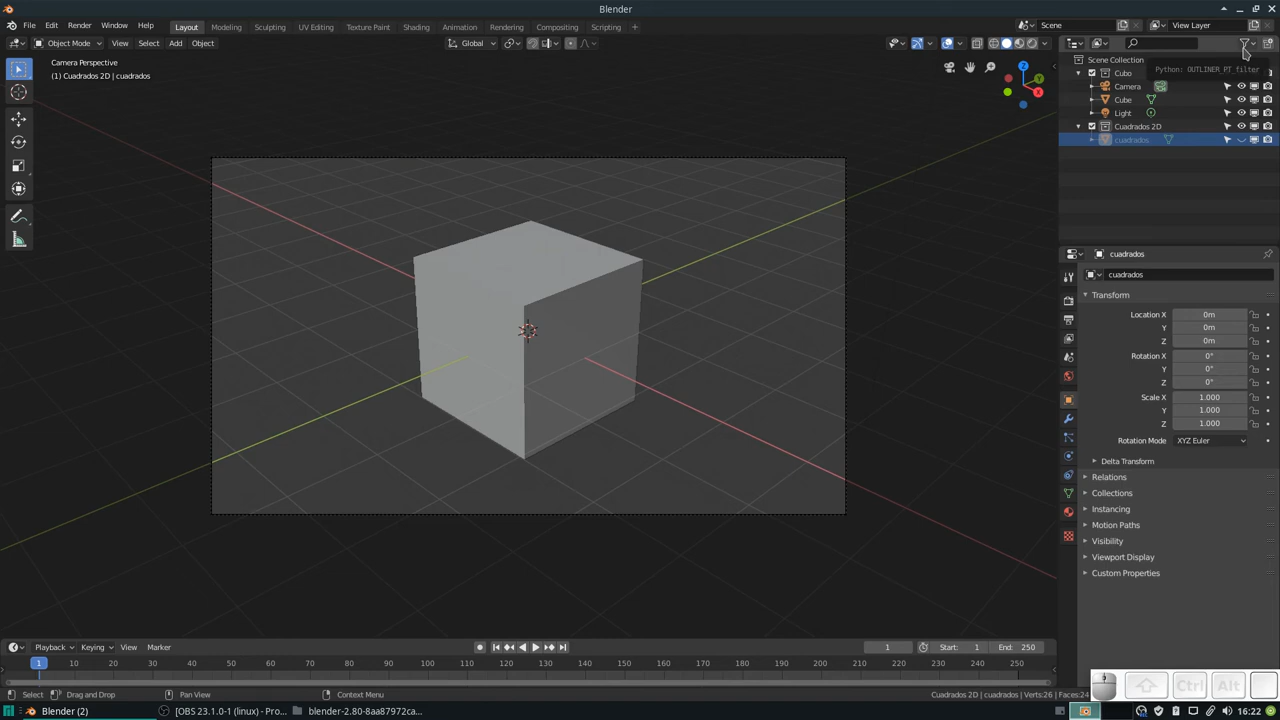 Blender
File Edit Render Window Help
Layout Modeling Sculpting UV Editing Texture Paint Shading Animation Rendering Compositing Scripting
Scene
View Layer
Object Mode View Select Add Object
Global
Camera Perspective
(1) Cuadrados 2D | cuadrados
Z
Y
X
Scene Collection
Cubo
Python: OUTLINER_PT_filter
Camera
Cube
Light
Cuadrados 2D
cuadrados
cuadrados
cuadrados
Transform
Location X 0m
Y 0m
Z 0m
Rotation X 0°
Y 0°
Z 0°
Scale X 1.000
Y 1.000
Z 1.000
Rotation Mode XYZ Euler
Delta Transform
Relations
Collections
Instancing
Motion Paths
Visibility
Viewport Display
Custom Properties
Playback Keying View Marker
1 Start: 1 End: 250
1 10 20 30 40 50 60 70 80 90 100 110 120 130 140 150 160 170 180 190 200 210 220 230 240 250
Select Drag and Drop Pan View Context Menu
Cuadrados 2D | cuadrados | Verts:26 | Faces:24
Ctrl Alt
Menu Blender (2) [OBS 23.1.0-1 (linux) - Pro... blender-2.80-8aa87972ca...
16:22